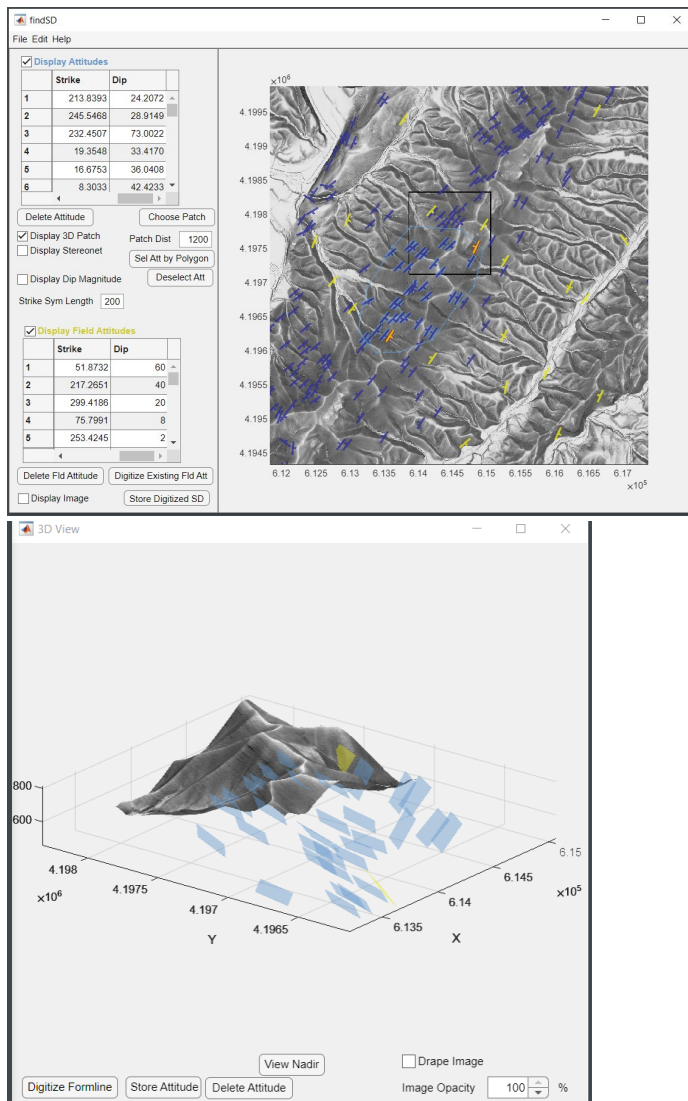 findSD
File Edit Help
Display Attitudes
Strike Dip
1 213.8393 24.2072
2 245.5468 28.9149
3 232.4507 73.0022
4 19.3548 33.4170
5 16.6753 36.0408
6 8.3033 42.4233
Delete Attitude Choose Patch
Display 3D Patch Patch Dist 1200
Display Stereonet Sel Att by Polygon
Display Dip Magnitude Deselect Att
Strike Sym Length 200
Display Field Attitudes
Strike Dip
1 51.8732 60
2 217.2651 40
3 299.4186 20
4 75.7991 8
5 253.4245 2
Delete Fld Attitude Digitize Existing Fld Att
Display Image Store Digitized SD
×10⁶
4.1995
4.199
4.1985
4.198
4.1975
4.197
4.1965
4.196
4.1955
4.195
4.1945
6.12 6.125 6.13 6.135 6.14 6.145 6.15 6.155 6.16 6.165 6.17
×10⁵
3D View
800
600
4.198
4.1975
4.197
4.1965
×10⁶
Y
6.135
6.14
6.145
6.15
×10⁵
X
View Nadir Drape Image
Digitize Formline Store Attitude Delete Attitude Image Opacity 100 %